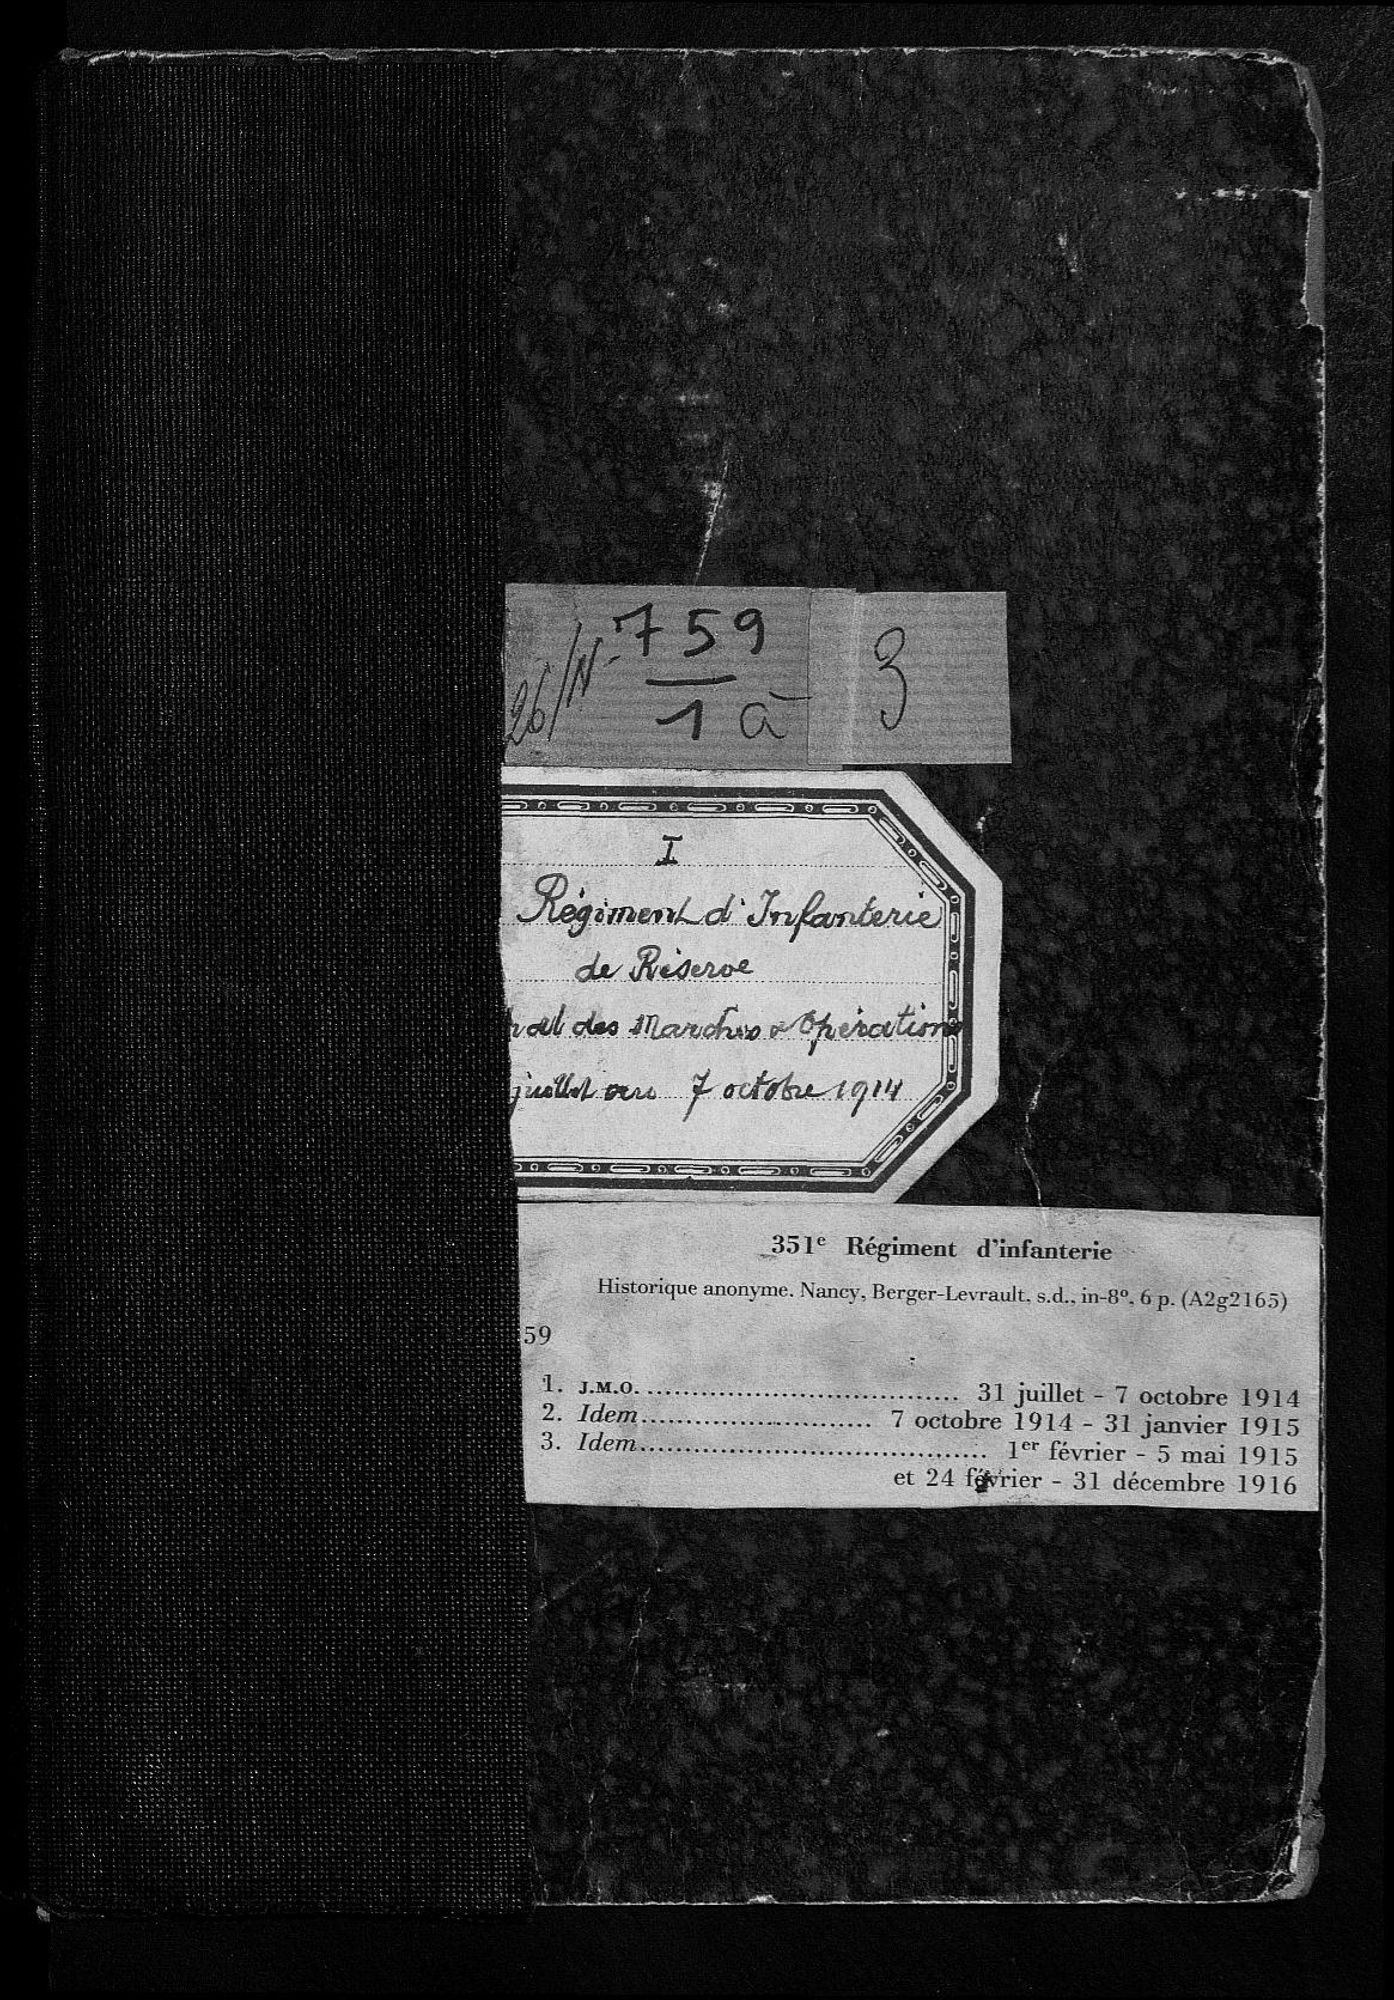 26/N-759 3
1 à
I
Régiment d'Infanterie
de Réserve
des Marches & Opérations
juillet au 7 octobre 1914
351e Régiment d'infanterie
Historique anonyme. Nancy, Berger-Levrault, s.d., in-8º, 6 p. (A2g2165)
59
1. J.M.O. .................................. 31 juillet - 7 octobre 1914
2. Idem......................... 7 octobre 1914 - 31 janvier 1915
3. Idem..................................... 1er février - 5 mai 1915
et 24 février - 31 décembre 1916